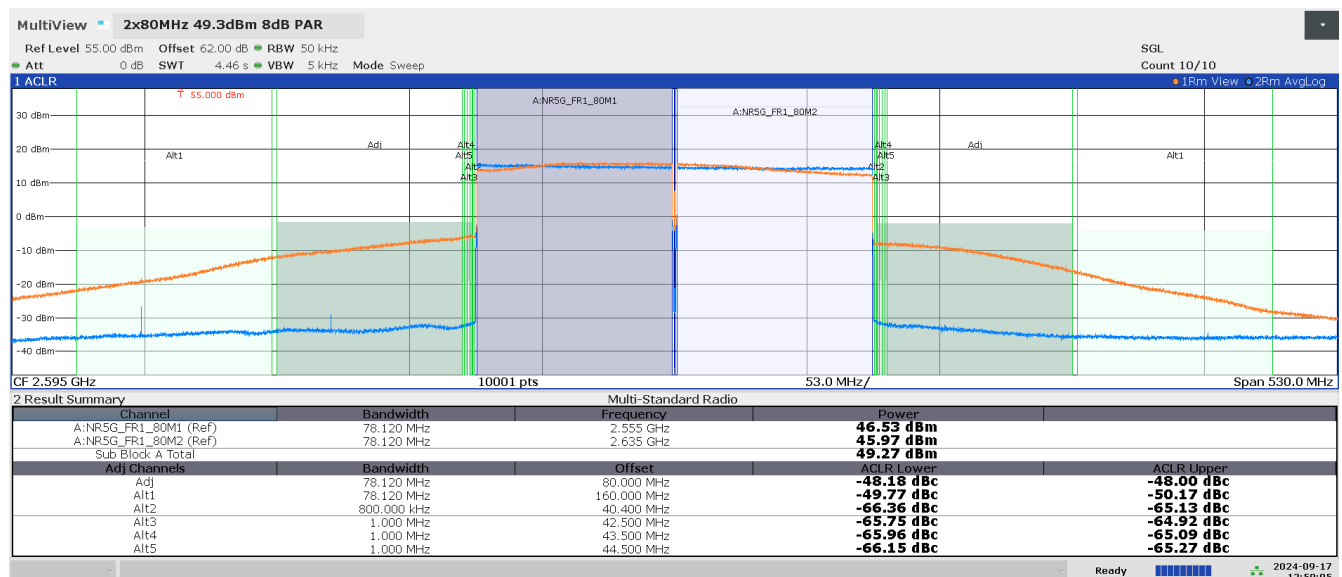 MultiView 2x80MHz 49.3dBm 8dB PAR
Ref Level 55.00 dBm Offset 62.00 dB RBW 50 kHz SGL
Att 0 dB SWT 4.46 s VBW 5 kHz Mode Sweep Count 10/10
1 ACLR 1Rm View 2Rm AvgLog
55.000 dBm
A:NR5G_FR1_80M1
A:NR5G_FR1_80M2
30 dBm
Alt1 Adj Alt4 Alt4 Adj Alt1
20 dBm Alt5 Alt5
Alt2
Alt3 Alt3
10 dBm
0 dBm
-10 dBm
-20 dBm
-30 dBm
-40 dBm
CF 2.595 GHz 10001 pts 53.0 MHz/ Span 530.0 MHz
2 Result Summary Multi-Standard Radio
Channel Bandwidth Frequency Power
A:NR5G_FR1_80M1 (Ref) 78.120 MHz 2.555 GHz 46.53 dBm
A:NR5G_FR1_80M2 (Ref) 78.120 MHz 2.635 GHz 45.97 dBm
Sub Block A Total 49.27 dBm
Adj Channels Bandwidth Offset ACLR Lower ACLR Upper
Adj 78.120 MHz 80.000 MHz -48.18 dBc -48.00 dBc
Alt1 78.120 MHz 160.000 MHz -49.77 dBc -50.17 dBc
Alt2 800.000 kHz 40.400 MHz -66.36 dBc -65.13 dBc
Alt3 1.000 MHz 42.500 MHz -65.75 dBc -64.92 dBc
Alt4 1.000 MHz 43.500 MHz -65.96 dBc -65.09 dBc
Alt5 1.000 MHz 44.500 MHz -66.15 dBc -65.27 dBc
Ready 2024-09-17